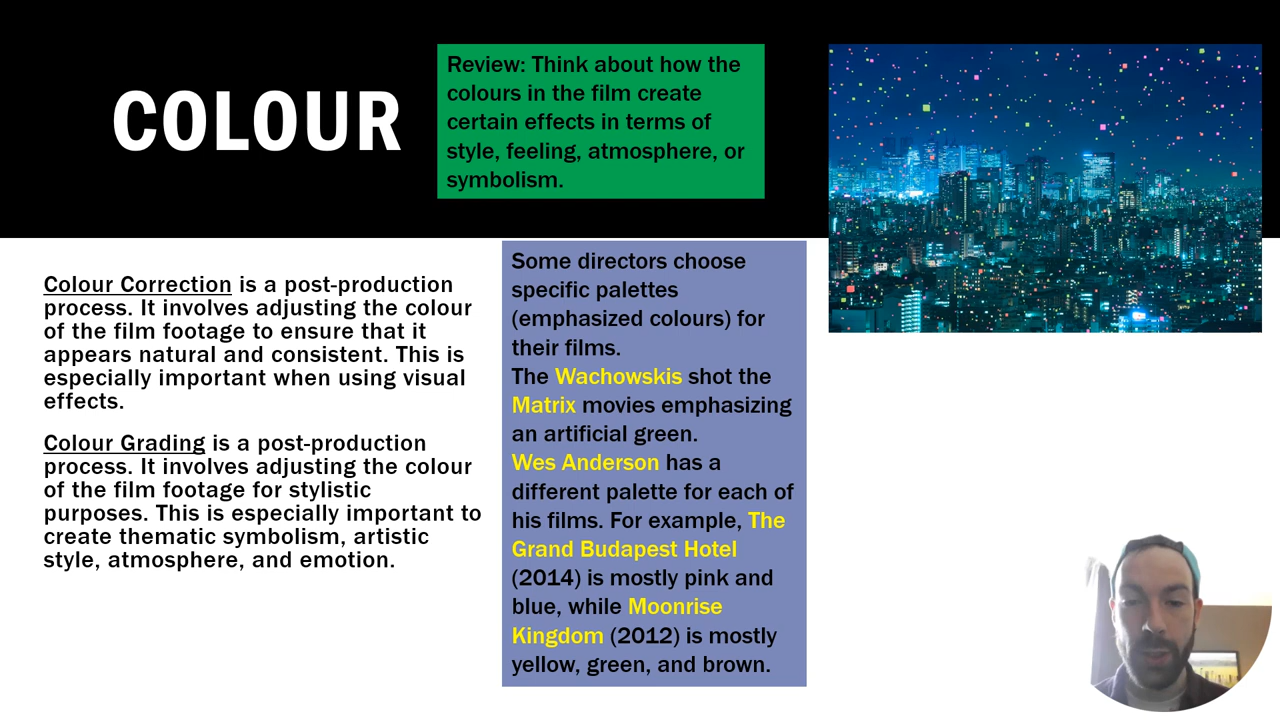 COLOUR
Review: Think about how the
colours in the film create
certain effects in terms of
style, feeling, atmosphere, or
symbolism.
Colour Correction is a post-production
process. It involves adjusting the colour
of the film footage to ensure that it
appears natural and consistent. This is
especially important when using visual
effects.
Colour Grading is a post-production
process. It involves adjusting the colour
of the film footage for stylistic
purposes. This is especially important to
create thematic symbolism, artistic
style, atmosphere, and emotion.
Some directors choose
specific palettes
(emphasized colours) for
their films.
The Wachowskis shot the
Matrix movies emphasizing
an artificial green.
Wes Anderson has a
different palette for each of
his films. For example, The
Grand Budapest Hotel
(2014) is mostly pink and
blue, while Moonrise
Kingdom (2012) is mostly
yellow, green, and brown.